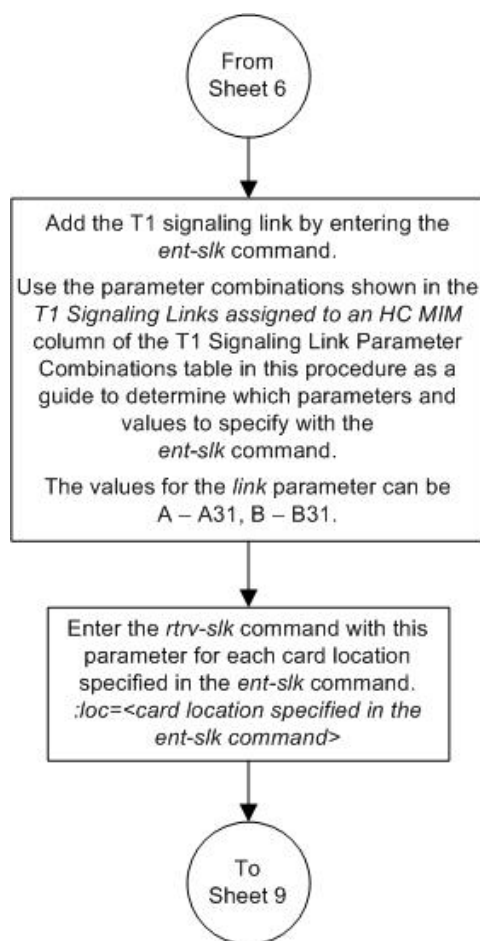 From
Sheet 6
Add the T1 signaling link by entering the
ent-slk command.
Use the parameter combinations shown in the
T1 Signaling Links assigned to an HC MIM
column of the T1 Signaling Link Parameter
Combinations table in this procedure as a
guide to determine which parameters and
values to specify with the
ent-slk command.
The values for the link parameter can be
A – A31, B – B31.
Enter the rtrv-slk command with this
parameter for each card location
specified in the ent-slk command.
:loc=<card location specified in the
ent-slk command>
To
Sheet 9